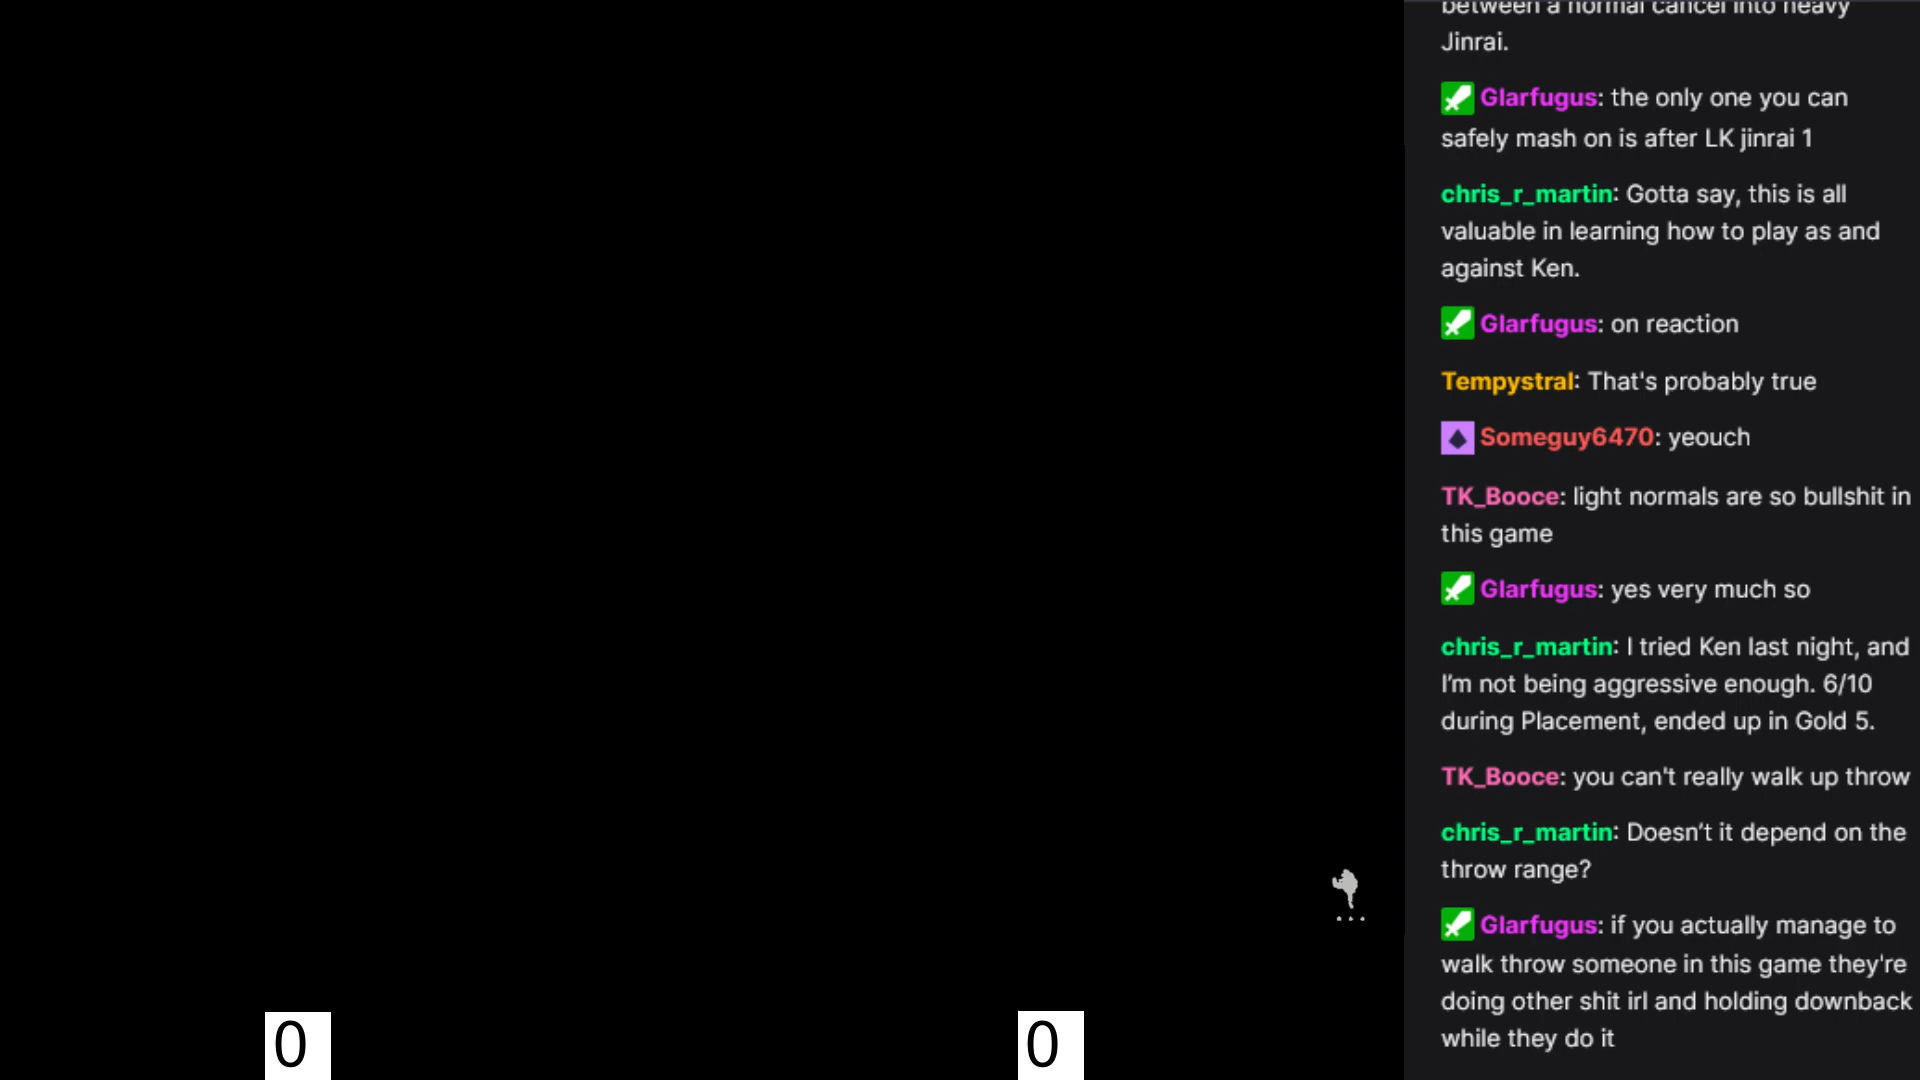 between a normal cancel into heavy
Jinrai.
Glarfugus: the only one you can
safely mash on is after LK jinrai 1
chris_r_martin: Gotta say, this is all
valuable in learning how to play as and
against Ken.
Glarfugus: on reaction
Tempystral: That's probably true
Someguy6470: yeouch
TK_Booce: light normals are so bullshit in
this game
Glarfugus: yes very much so
chris_r_martin: I tried Ken last night, and
I'm not being aggressive enough. 6/10
during Placement, ended up in Gold 5.
TK_Booce: you can't really walk up throw
chris_r_martin: Doesn't it depend on the
throw range?
Glarfugus: if you actually manage to
walk throw someone in this game they're
doing other shit irl and holding downback
while they do it
0
0